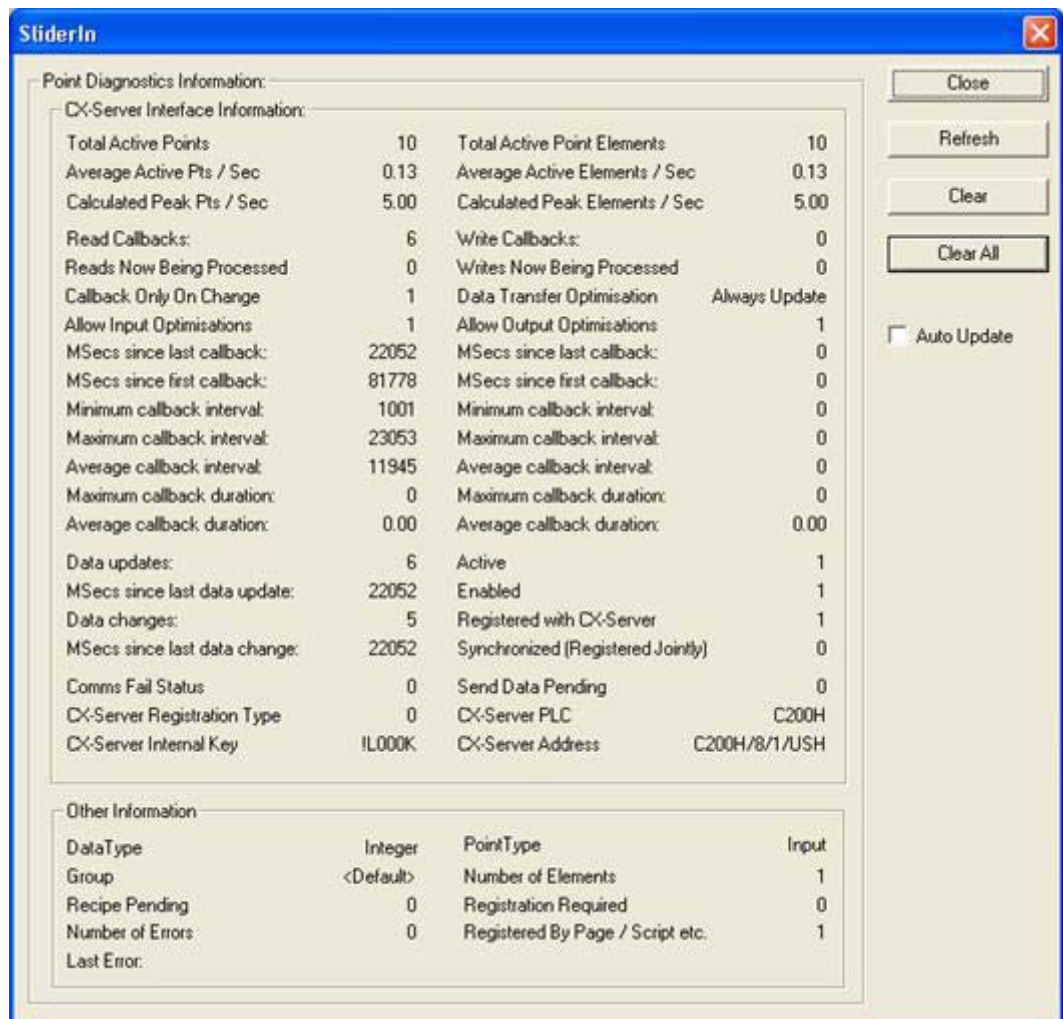 SliderIn
Point Diagnostics Information:
CX-Server Interface Information:
Total Active Points 10 Total Active Point Elements 10
Average Active Pts / Sec 0.13 Average Active Elements / Sec 0.13
Calculated Peak Pts / Sec 5.00 Calculated Peak Elements / Sec 5.00
Read Callbacks: 6 Write Callbacks: 0
Reads Now Being Processed 0 Writes Now Being Processed 0
Callback Only On Change 1 Data Transfer Optimisation Always Update
Allow Input Optimisations 1 Allow Output Optimisations 1
MSecs since last callback: 22052 MSecs since last callback: 0
MSecs since first callback: 81778 MSecs since first callback: 0
Minimum callback interval: 1001 Minimum callback interval: 0
Maximum callback interval: 23053 Maximum callback interval: 0
Average callback interval: 11945 Average callback interval: 0
Maximum callback duration: 0 Maximum callback duration: 0
Average callback duration: 0.00 Average callback duration: 0.00
Data updates: 6 Active 1
MSecs since last data update: 22052 Enabled 1
Data changes: 5 Registered with CX-Server 1
MSecs since last data change: 22052 Synchronized (Registered Jointly) 0
Comms Fail Status 0 Send Data Pending 0
CX-Server Registration Type 0 CX-Server PLC C200H
CX-Server Internal Key !L000K CX-Server Address C200H/8/1/USH
Other Information
DataType Integer PointType Input
Group <Default> Number of Elements 1
Recipe Pending 0 Registration Required 0
Number of Errors 0 Registered By Page / Script etc. 1
Last Error:
Close
Refresh
Clear
Clear All
Auto Update